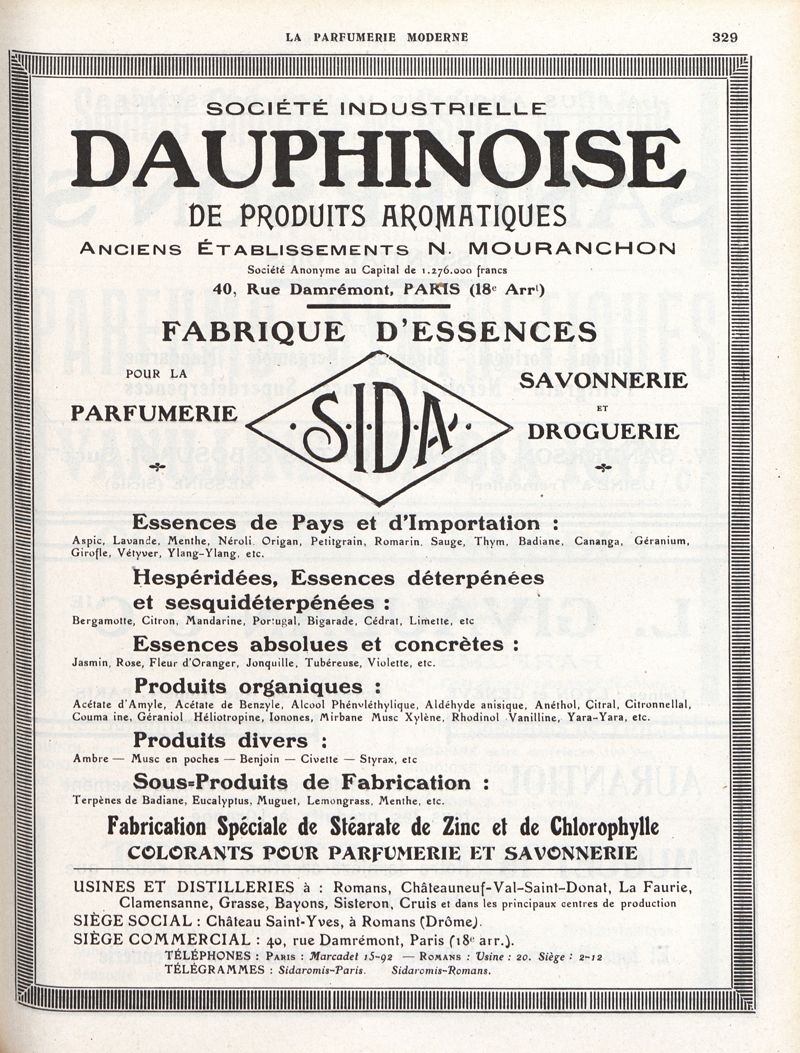 LA PARFUMERIE MODERNE 329
SOCIÉTÉ INDUSTRIELLE
DAUPHINOISE
DE PRODUITS AROMATIQUES
ANCIENS ÉTABLISSEMENTS N. MOURANCHON
Société Anonyme au Capital de 1.276.000 francs
40, Rue Damrémont, PARIS (18e Arrt)
FABRIQUE D'ESSENCES
POUR LA
PARFUMERIE
S.I.D.A.
SAVONNERIE
ET
DROGUERIE
Essences de Pays et d'Importation :
Aspic, Lavande, Menthe, Néroli, Origan, Petitgrain, Romarin, Sauge, Thym, Badiane, Cananga, Géranium,
Girofle, Vétyver, Ylang-Ylang, etc.
Hespéridées, Essences déterpénées
et sesquidéterpénées :
Bergamotte, Citron, Mandarine, Portugal, Bigarade, Cédrat, Limette, etc
Essences absolues et concrètes :
Jasmin, Rose, Fleur d'Oranger, Jonquille, Tubéreuse, Violette, etc.
Produits organiques :
Acétate d'Amyle, Acétate de Benzyle, Alcool Phényléthylique, Aldéhyde anisique, Anéthol, Citral, Citronnellal,
Couma ine, Géraniol Héliotropine, Ionones, Mirbane Musc Xylène, Rhodinol Vanilline, Yara-Yara, etc.
Produits divers :
Ambre — Musc en poches — Benjoin — Civette — Styrax, etc
Sous-Produits de Fabrication :
Terpènes de Badiane, Eucalyptus, Muguet, Lemongrass, Menthe, etc.
Fabrication Spéciale de Stéarate de Zinc et de Chlorophylle
COLORANTS POUR PARFUMERIE ET SAVONNERIE
USINES ET DISTILLERIES à : Romans, Châteauneuf-Val-Saint-Donat, La Faurie,
Clamensanne, Grasse, Bayons, Sisteron, Cruis et dans les principaux centres de production
SIÈGE SOCIAL : Château Saint-Yves, à Romans (Drôme).
SIÈGE COMMERCIAL : 40, rue Damrémont, Paris (18e arr.).
TÉLÉPHONES : PARIS : Marcadet 15-92 — ROMANS : Usine : 20. Siège : 2-12
TÉLÉGRAMMES : Sidaromis-Paris. Sidaromis-Romans.